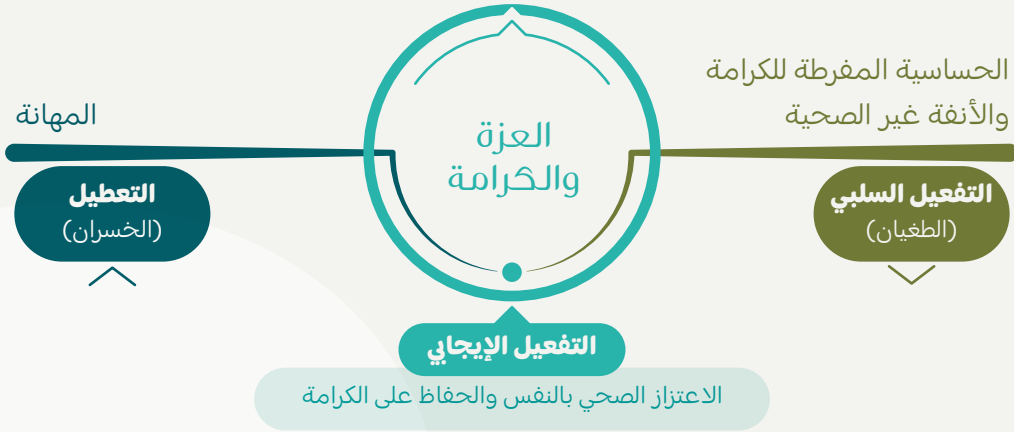 الحساسية المفرطة للكرامة
والأنفة غير الصحية
التفعيل السلبي
(الطغيان)
العزة
والكرامة
المهانة
التعطيل
(الخسران)
التفعيل الإيجابي
الاعتزاز الصحي بالنفس والحفاظ على الكرامة